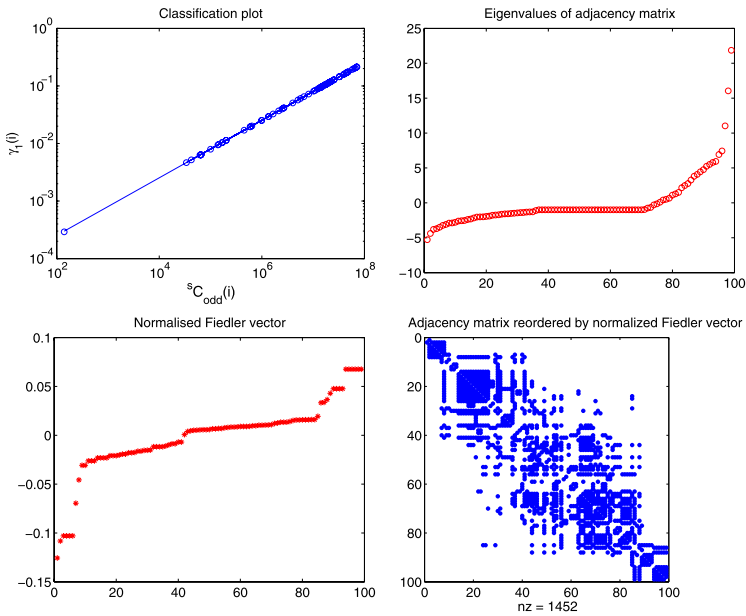 Classification plot
10^0
10^-1
10^-2
10^-3
10^-4
γ_1(i)
10^2 10^4 10^6 10^8
^sC_odd(i)
Eigenvalues of adjacency matrix
25
20
15
10
5
0
−5
−10
0 20 40 60 80 100
Normalised Fiedler vector
0.1
0.05
0
−0.05
−0.1
−0.15
0 20 40 60 80 100
Adjacency matrix reordered by normalized Fiedler vector
0
20
40
60
80
100
0 20 40 60 80 100
nz = 1452